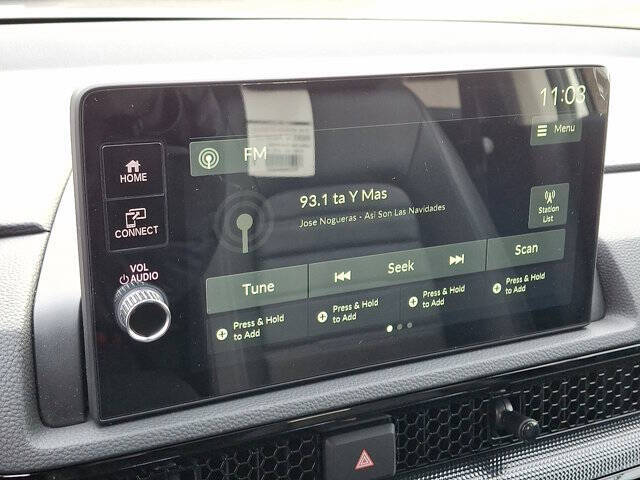 11:03
Menu
FM
HOME
93.1 ta Y Mas
Jose Nogueras - Asi Son Las Navidades
Station
List
CONNECT
Tune
Seek
Scan
VOL
AUDIO
Press & Hold
to Add
Press & Hold
to Add
Press & Hold
to Add
Press & Hold
to Add